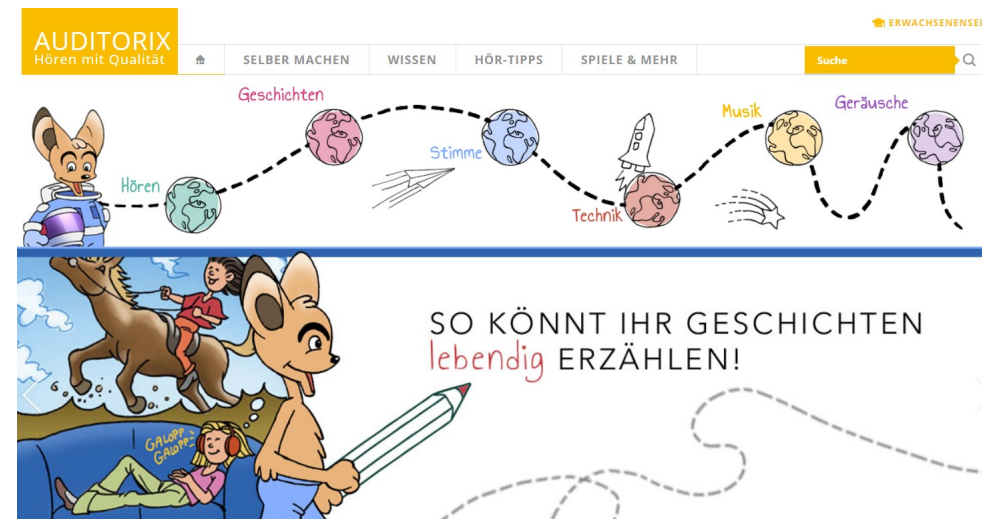 ERWACHSENENSEI
AUDITORIX
Hören mit Qualität
SELBER MACHEN WISSEN HÖR-TIPPS SPIELE & MEHR
Suche
Geschichten
Musik
Geräusche
Stimme
Hören
Technik
SO KÖNNT IHR GESCHICHTEN
lebendig ERZÄHLEN!
GALOPP
GALOPP